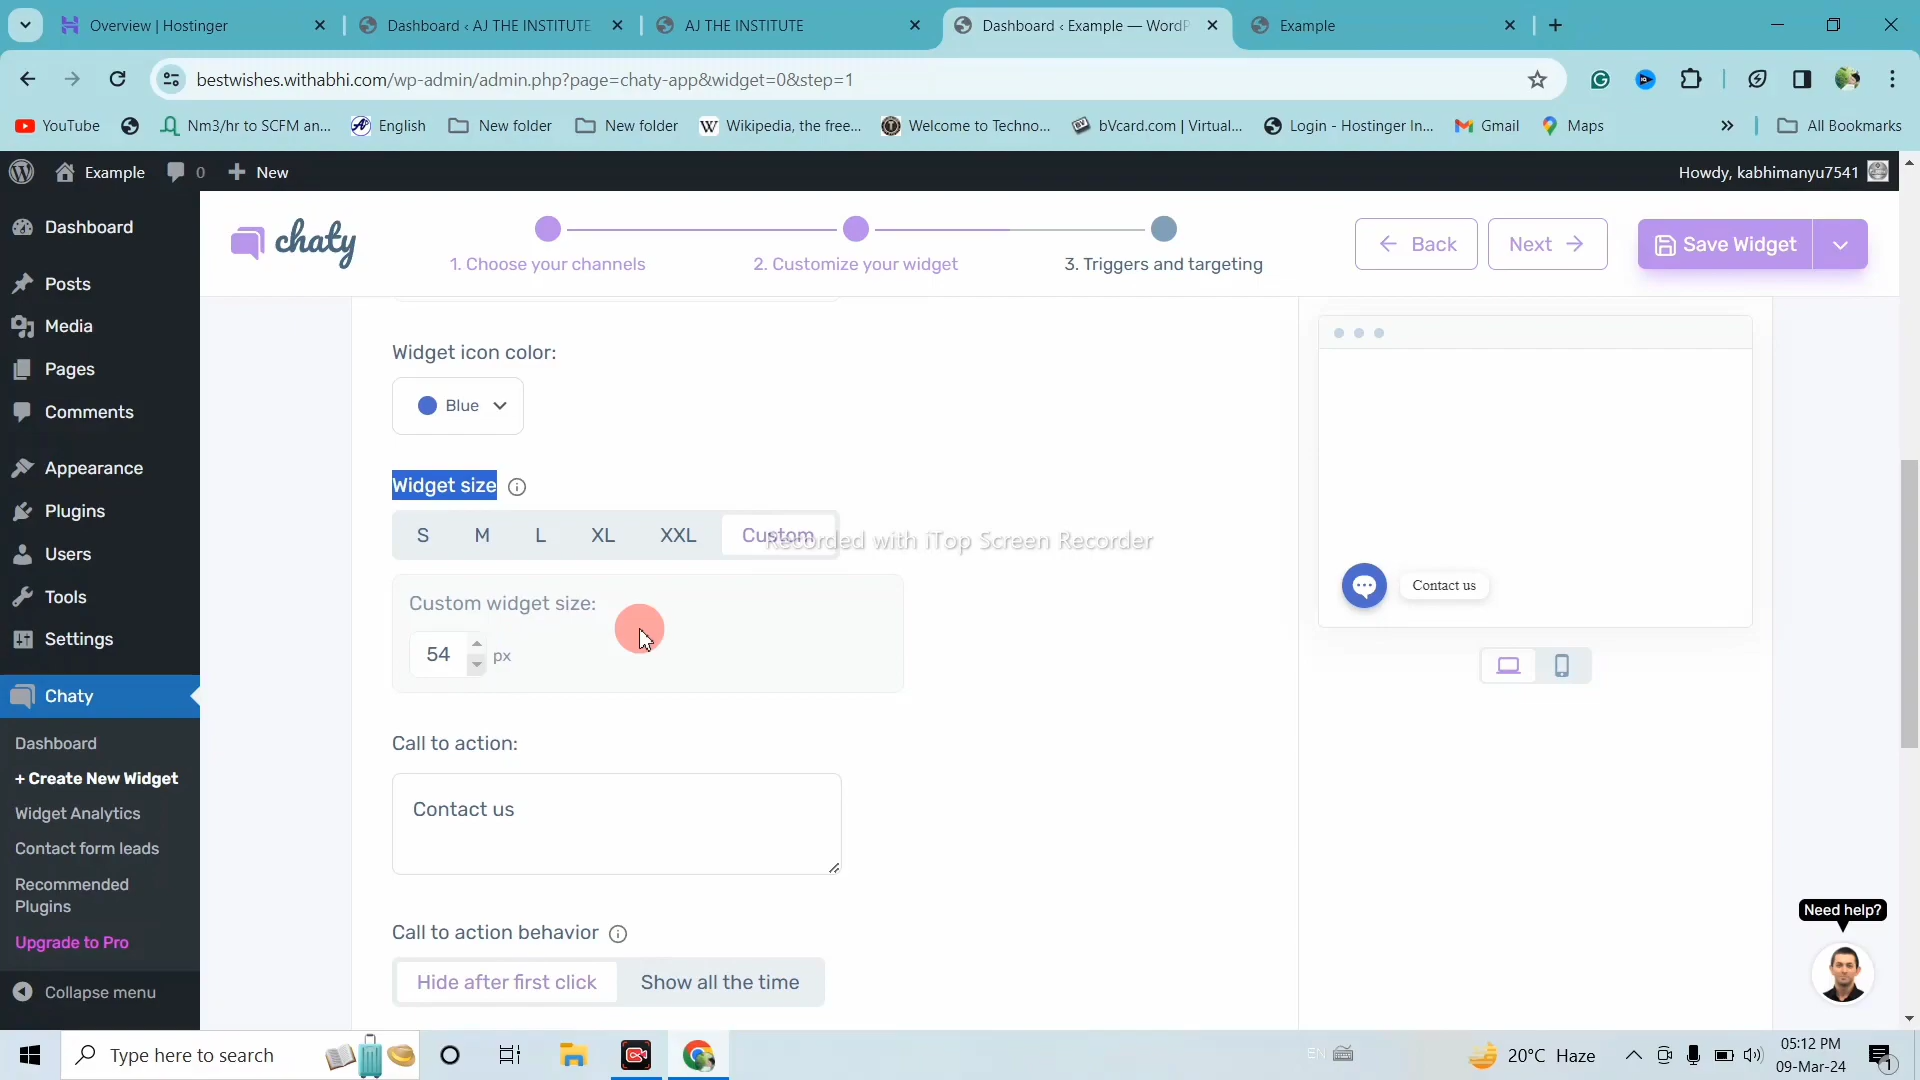 Overview | Hostinger
Dashboard ‹ AJ THE INSTITUTE
AJ THE INSTITUTE
Dashboard ‹ Example — WordP
Example
bestwishes.withabhi.com/wp-admin/admin.php?page=chaty-app&widget=0&step=1
YouTube
Nm3/hr to SCFM an...
English
New folder
New folder
Wikipedia, the free...
Welcome to Techno...
bVcard.com | Virtual...
Login - Hostinger In...
Gmail
Maps
All Bookmarks
Example
0
New
Howdy, kabhimanyu7541
Dashboard
Posts
Media
Pages
Comments
Appearance
Plugins
Users
Tools
Settings
Chaty
Dashboard
+ Create New Widget
Widget Analytics
Contact form leads
Recommended
Plugins
Upgrade to Pro
Collapse menu
chaty
1. Choose your channels
2. Customize your widget
3. Triggers and targeting
Back
Next
Save Widget
Widget icon color:
Blue
Widget size
S M L XL XXL Custom
Recorded with iTop Screen Recorder
Custom widget size:
54 px
Call to action:
Contact us
Call to action behavior
Hide after first click
Show all the time
Contact us
Need help?
Type here to search
EN
20°C Haze
05:12 PM
09-Mar-24
1